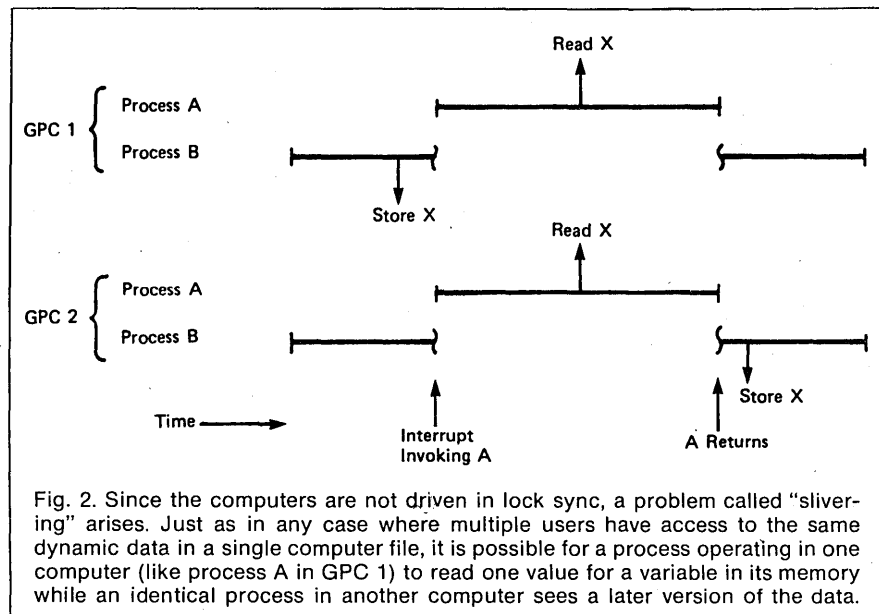 Read X
GPC 1
Process A
Process B
Store X
Read X
GPC 2
Process A
Process B
Store X
Time
Interrupt
Invoking A
A Returns
Fig. 2. Since the computers are not driven in lock sync, a problem called “sliver-
ing” arises. Just as in any case where multiple users have access to the same
dynamic data in a single computer file, it is possible for a process operating in one
computer (like process A in GPC 1) to read one value for a variable in its memory
while an identical process in another computer sees a later version of the data.